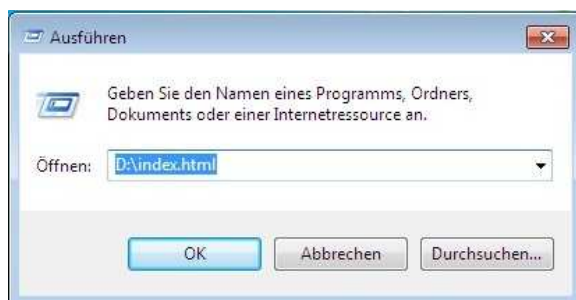 Ausführen
Geben Sie den Namen eines Programms, Ordners,
Dokuments oder einer Internetressource an.
Öffnen: D:\index.html
OK Abbrechen Durchsuchen...